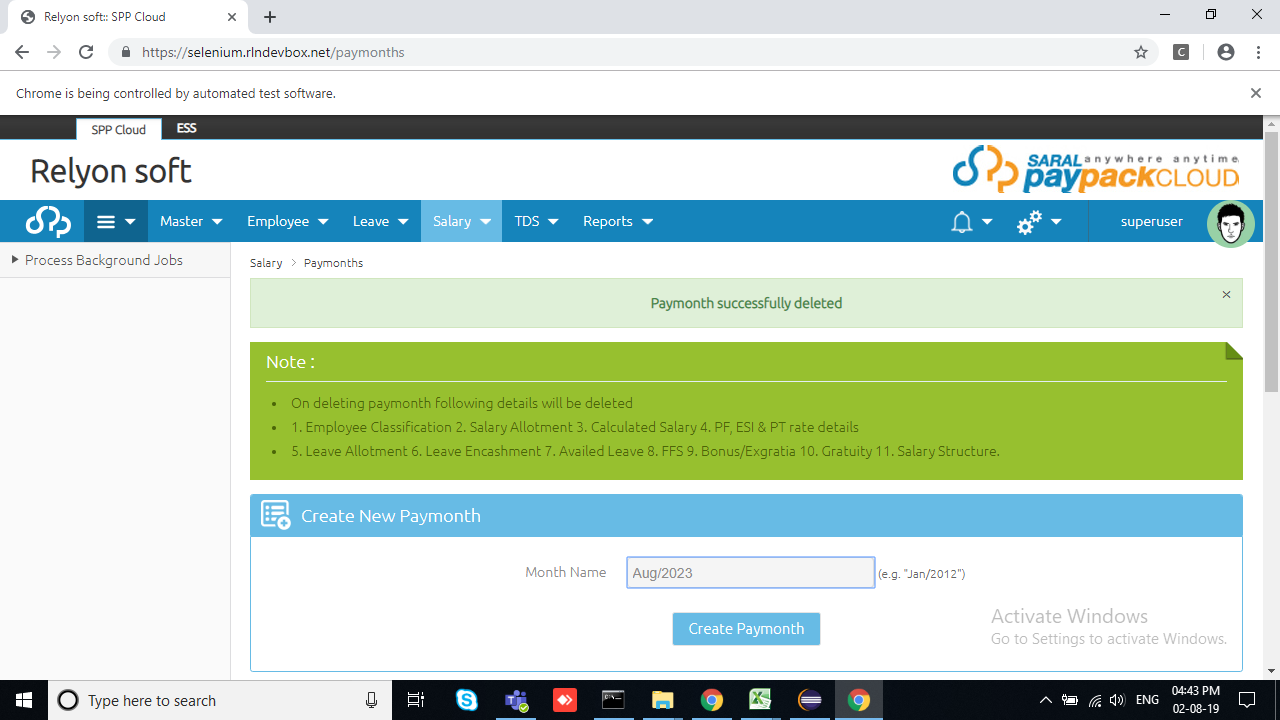 Relyon soft:: SPP Cloud
https://selenium.rlndevbox.net/paymonths
C
Chrome is being controlled by automated test software.
SPP Cloud ESS
Relyon soft
SARAL anywhere anytime
paypackCLOUD
Master Employee Leave Salary TDS Reports superuser
Process Background Jobs
Salary > Paymonths
Paymonth successfully deleted ×
Note :
• On deleting paymonth following details will be deleted
• 1. Employee Classification 2. Salary Allotment 3. Calculated Salary 4. PF, ESI & PT rate details
• 5. Leave Allotment 6. Leave Encashment 7. Availed Leave 8. FFS 9. Bonus/Exgratia 10. Gratuity 11. Salary Structure.
Create New Paymonth
Month Name Aug/2023 (e.g. "Jan/2012")
Create Paymonth
Activate Windows
Go to Settings to activate Windows.
Type here to search
ENG
04:43 PM
02-08-19